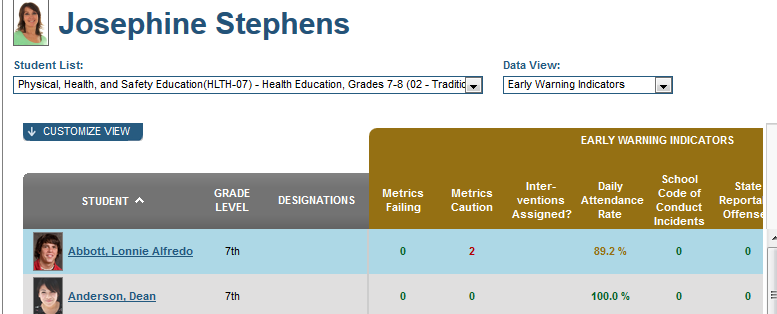 Josephine Stephens
Student List:
Data View:
Physical, Health, and Safety Education(HLTH-07) - Health Education, Grades 7-8 (02 - Traditic
Early Warning Indicators
CUSTOMIZE VIEW
EARLY WARNING INDICATORS
STUDENT
GRADE
LEVEL
DESIGNATIONS
Metrics
Failing
Metrics
Caution
Inter-
ventions
Assigned?
Daily
Attendance
Rate
School
Code of
Conduct
Incidents
State
Reporta
Offense
Abbott, Lonnie Alfredo 7th 0 2 89.2 % 0 0
Anderson, Dean 7th 0 0 100.0 % 0 0